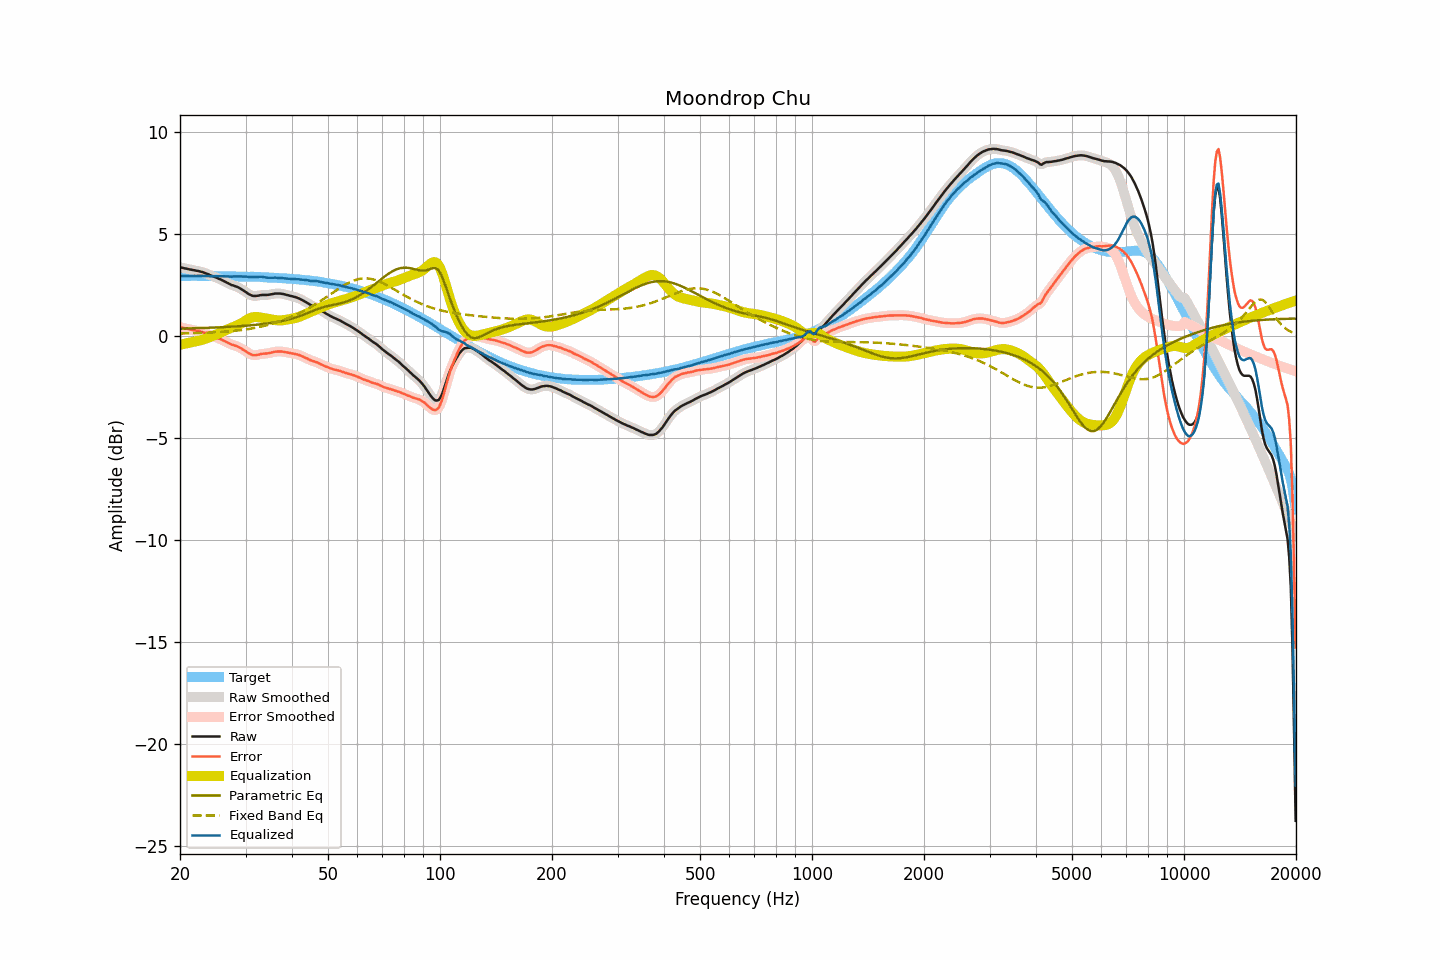 Moondrop Chu
Amplitude (dBr)
10
5
0
−5
−10
−15
−20
−25
Target
Raw Smoothed
Error Smoothed
Raw
Error
Equalization
Parametric Eq
Fixed Band Eq
Equalized
20 50 100 200 500 1000 2000 5000 10000 20000
Frequency (Hz)